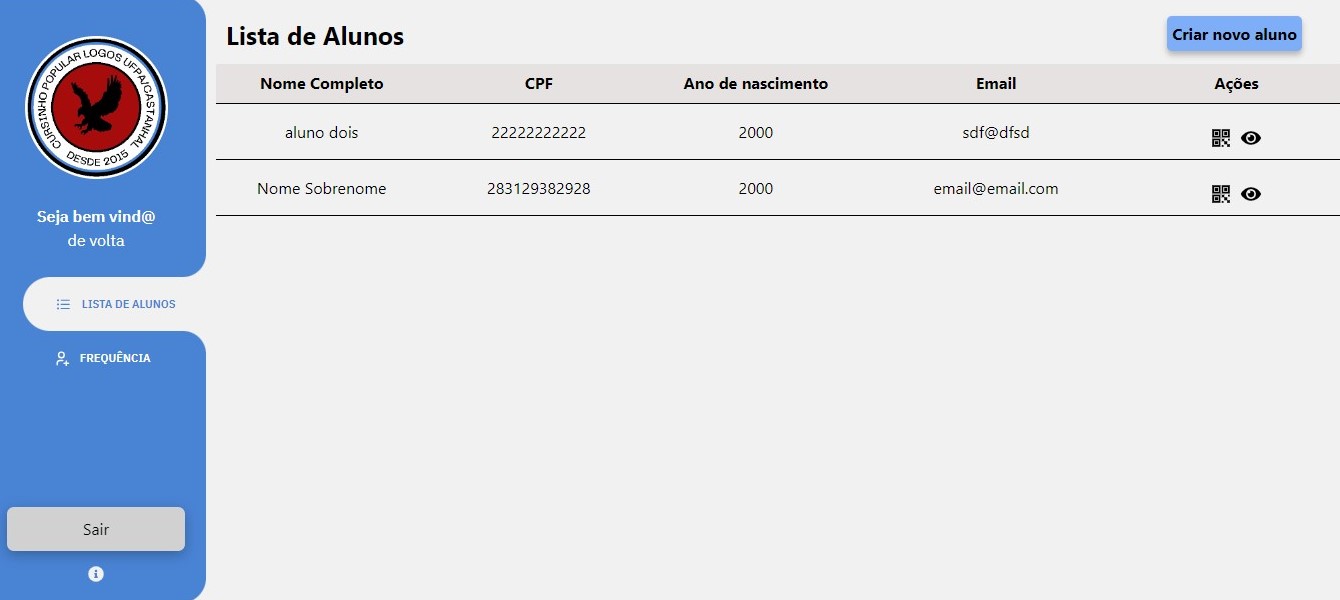 CURSINHO POPULAR LOGOS UFPA/CASTANHAL
DESDE 2015
Seja bem vind@
de volta
LISTA DE ALUNOS
FREQUÊNCIA
Sair
Lista de Alunos
Criar novo aluno
Nome Completo CPF Ano de nascimento Email Ações
aluno dois 22222222222 2000 sdf@dfsd
Nome Sobrenome 283129382928 2000 email@email.com